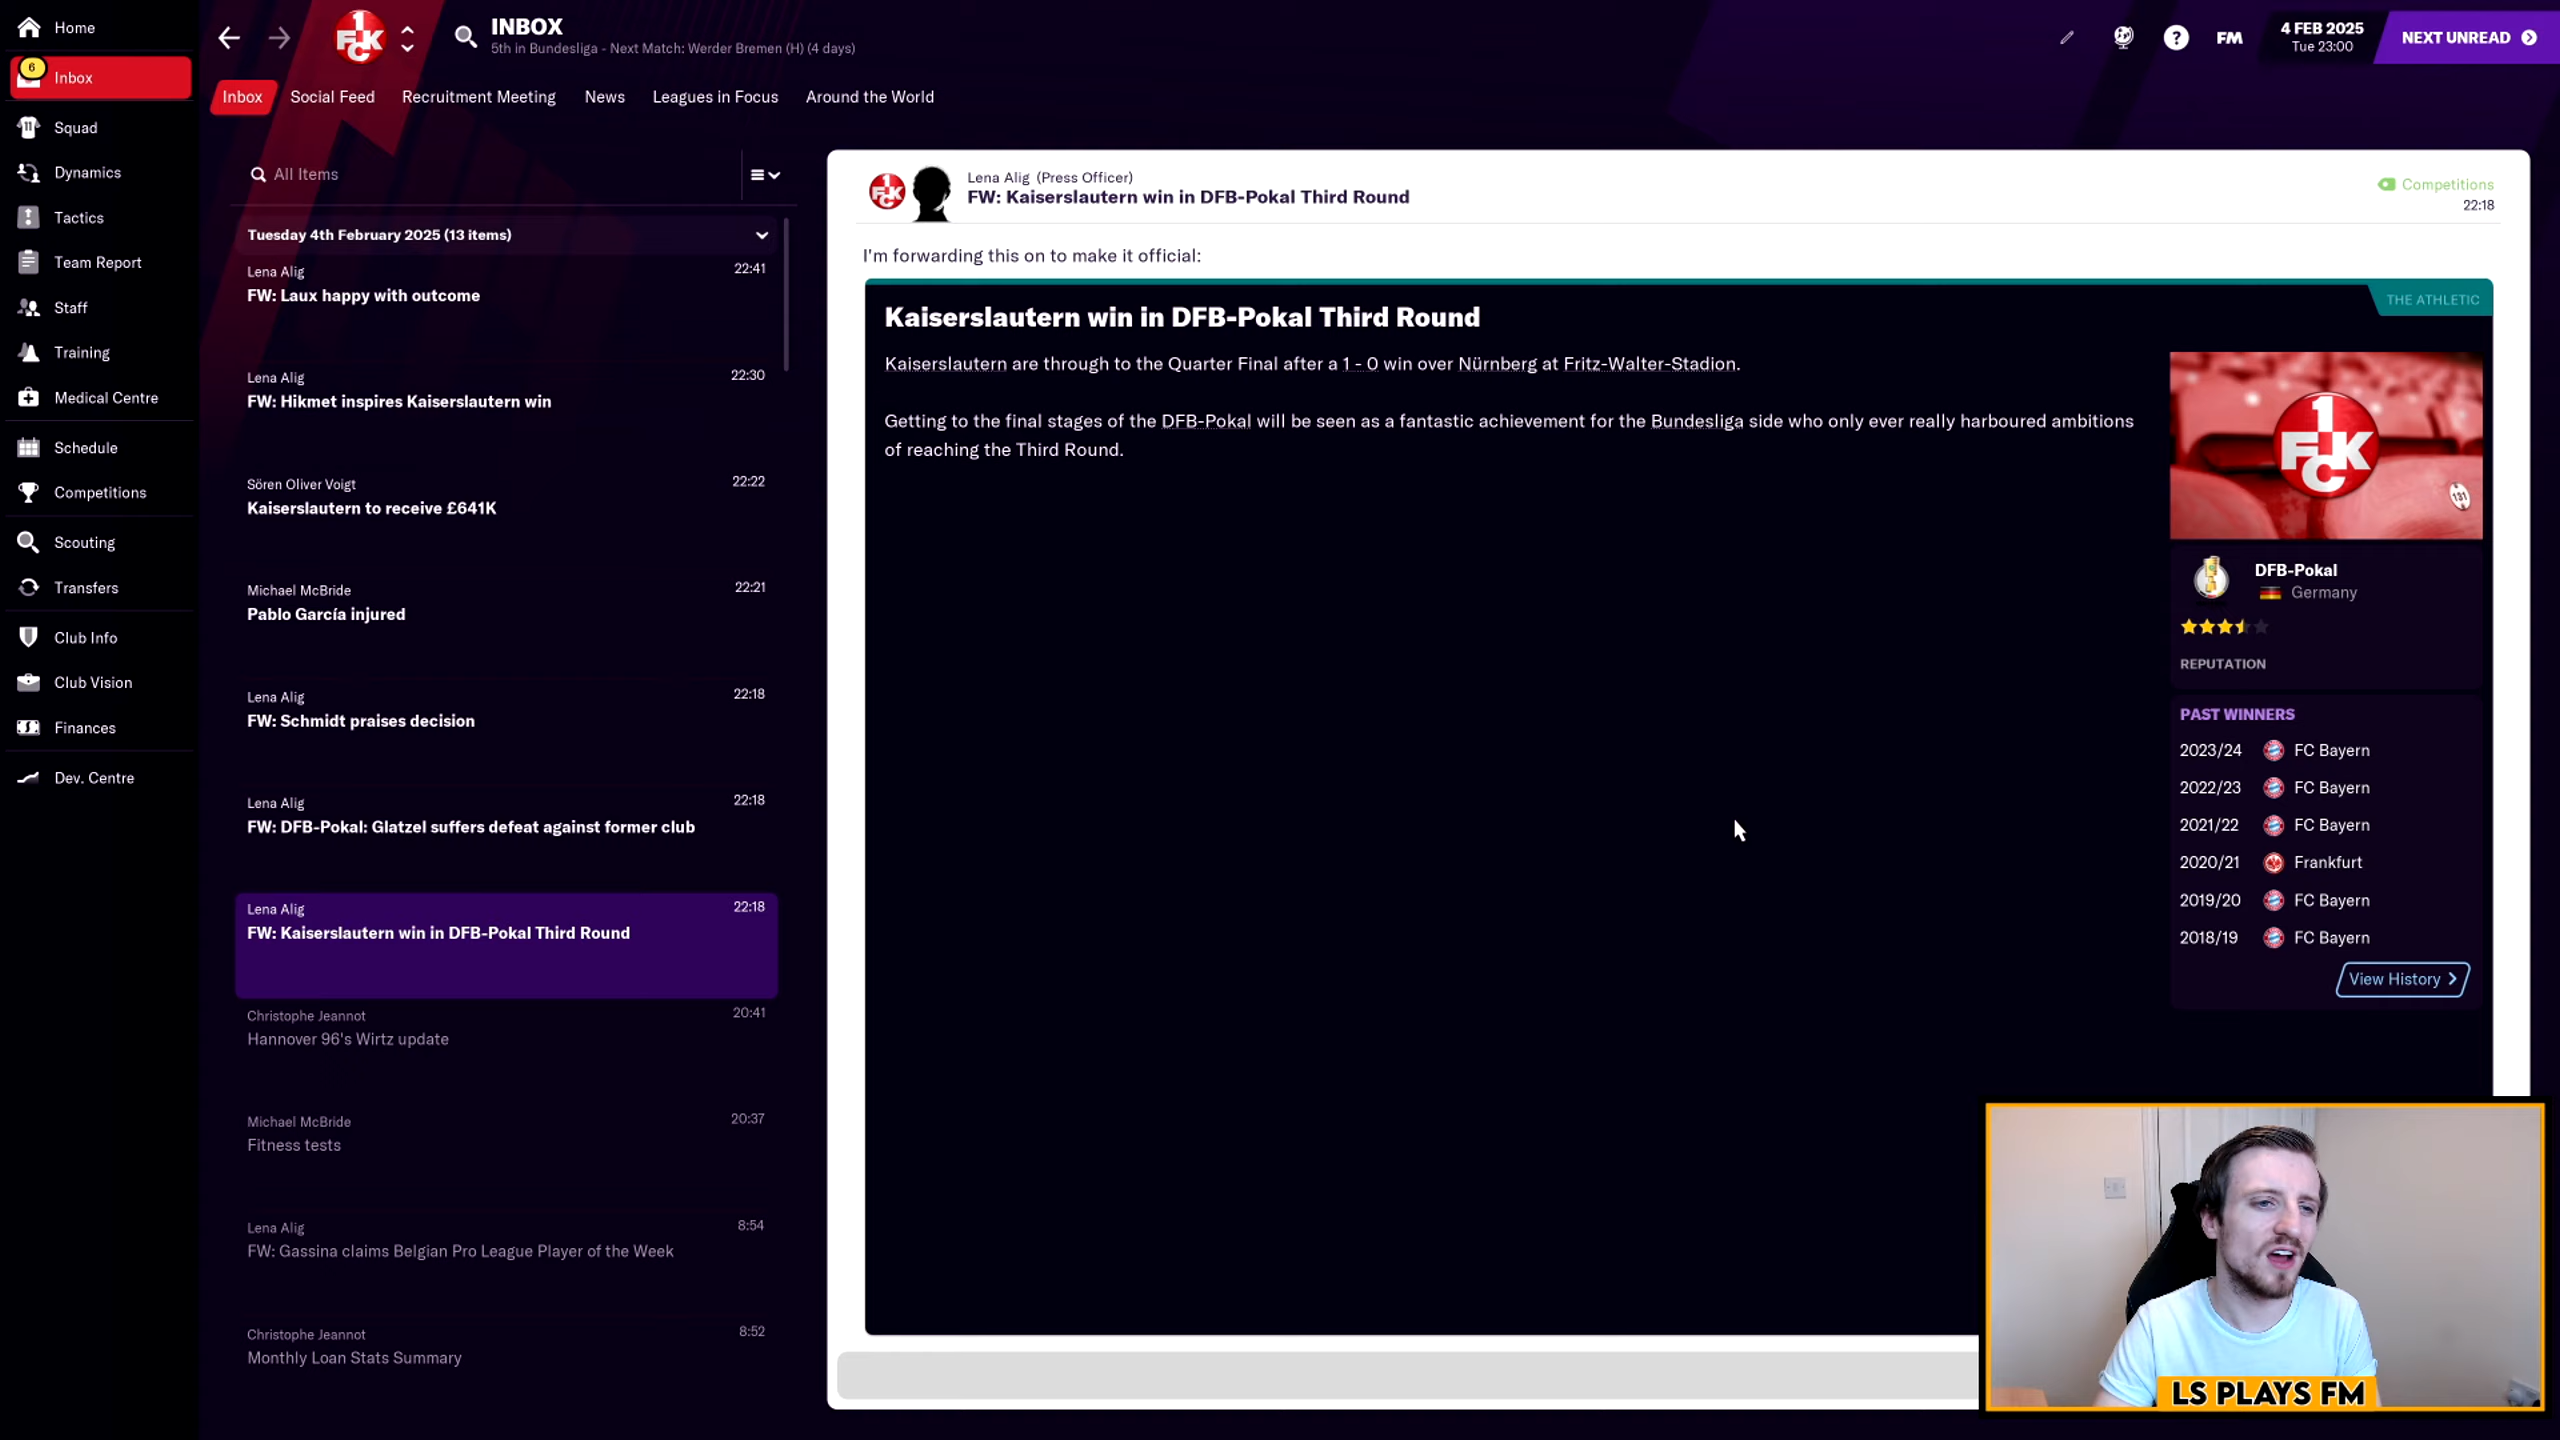 Home
6
Inbox
Squad
Dynamics
Tactics
Team Report
Staff
Training
Medical Centre
Schedule
Competitions
Scouting
Transfers
Club Info
Club Vision
Finances
Dev. Centre
INBOX
5th in Bundesliga - Next Match: Werder Bremen (H) (4 days)
?
FM
4 FEB 2025
Tue 23:00
NEXT UNREAD
Inbox Social Feed Recruitment Meeting News Leagues in Focus Around the World
All Items
Tuesday 4th February 2025 (13 items)
Lena Alig 22:41
FW: Laux happy with outcome
Lena Alig 22:30
FW: Hikmet inspires Kaiserslautern win
Sören Oliver Voigt 22:22
Kaiserslautern to receive £641K
Michael McBride 22:21
Pablo García injured
Lena Alig 22:18
FW: Schmidt praises decision
Lena Alig 22:18
FW: DFB-Pokal: Glatzel suffers defeat against former club
Lena Alig 22:18
FW: Kaiserslautern win in DFB-Pokal Third Round
Christophe Jeannot 20:41
Hannover 96's Wirtz update
Michael McBride 20:37
Fitness tests
Lena Alig 8:54
FW: Gassina claims Belgian Pro League Player of the Week
Christophe Jeannot 8:52
Monthly Loan Stats Summary
Lena Alig (Press Officer)
FW: Kaiserslautern win in DFB-Pokal Third Round
Competitions
22:18
I'm forwarding this on to make it official:
THE ATHLETIC
Kaiserslautern win in DFB-Pokal Third Round
Kaiserslautern are through to the Quarter Final after a 1 - 0 win over Nürnberg at Fritz-Walter-Stadion.
Getting to the final stages of the DFB-Pokal will be seen as a fantastic achievement for the Bundesliga side who only ever really harboured ambitions
of reaching the Third Round.
1 FCK
131
DFB-Pokal
Germany
REPUTATION
PAST WINNERS
2023/24 FC Bayern
2022/23 FC Bayern
2021/22 FC Bayern
2020/21 Frankfurt
2019/20 FC Bayern
2018/19 FC Bayern
View History
LS PLAYS FM